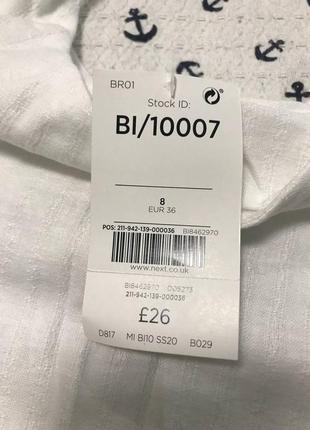 BR01
Stock ID:
BI/10007
8
EUR 36
POS: 211-942-139-000036 BI8462970
www.next.co.uk
BI8462970 D05273
211-942-139-000036
£26
D817 MI BI10 SS20 B029